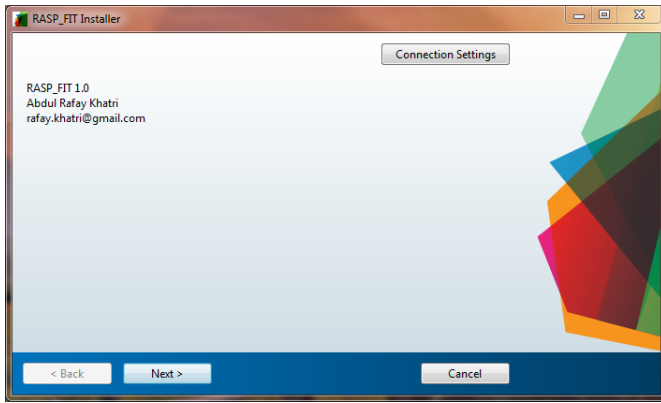 RASP_FIT Installer
Connection Settings
RASP_FIT 1.0
Abdul Rafay Khatri
rafay.khatri@gmail.com
< Back
Next >
Cancel